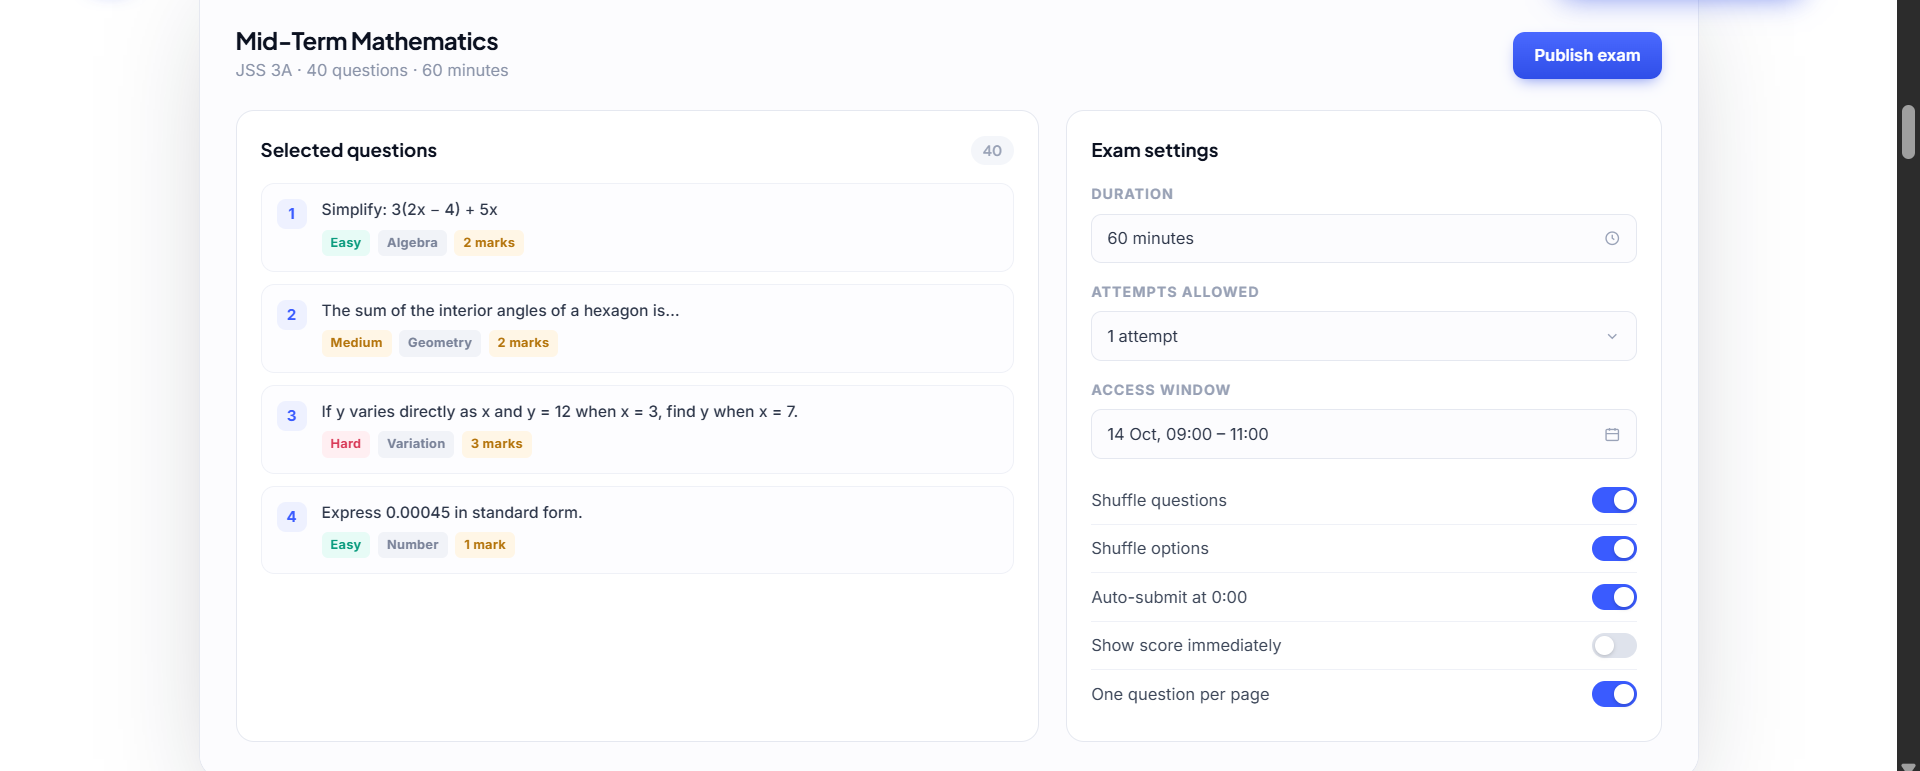 Mid-Term Mathematics
JSS 3A · 40 questions · 60 minutes
Publish exam
Selected questions
40
1
Simplify: 3(2x − 4) + 5x
Easy
Algebra
2 marks
2
The sum of the interior angles of a hexagon is…
Medium
Geometry
2 marks
3
If y varies directly as x and y = 12 when x = 3, find y when x = 7.
Hard
Variation
3 marks
4
Express 0.00045 in standard form.
Easy
Number
1 mark
Exam settings
DURATION
60 minutes
ATTEMPTS ALLOWED
1 attempt
ACCESS WINDOW
14 Oct, 09:00 – 11:00
Shuffle questions
Shuffle options
Auto-submit at 0:00
Show score immediately
One question per page